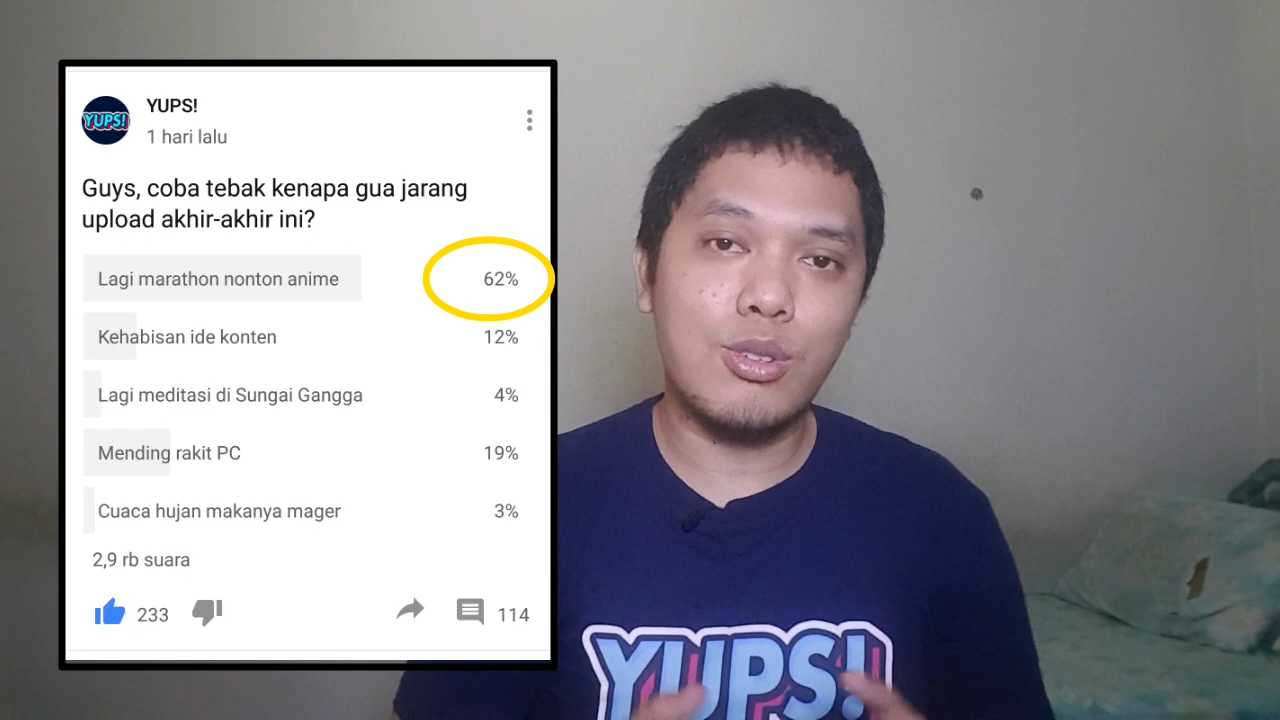 YUPS!
YUPS!
1 hari lalu
Guys, coba tebak kenapa gua jarang
upload akhir-akhir ini?
Lagi marathon nonton anime 62%
Kehabisan ide konten 12%
Lagi meditasi di Sungai Gangga 4%
Mending rakit PC 19%
Cuaca hujan makanya mager 3%
2,9 rb suara
233 114
YUPS!